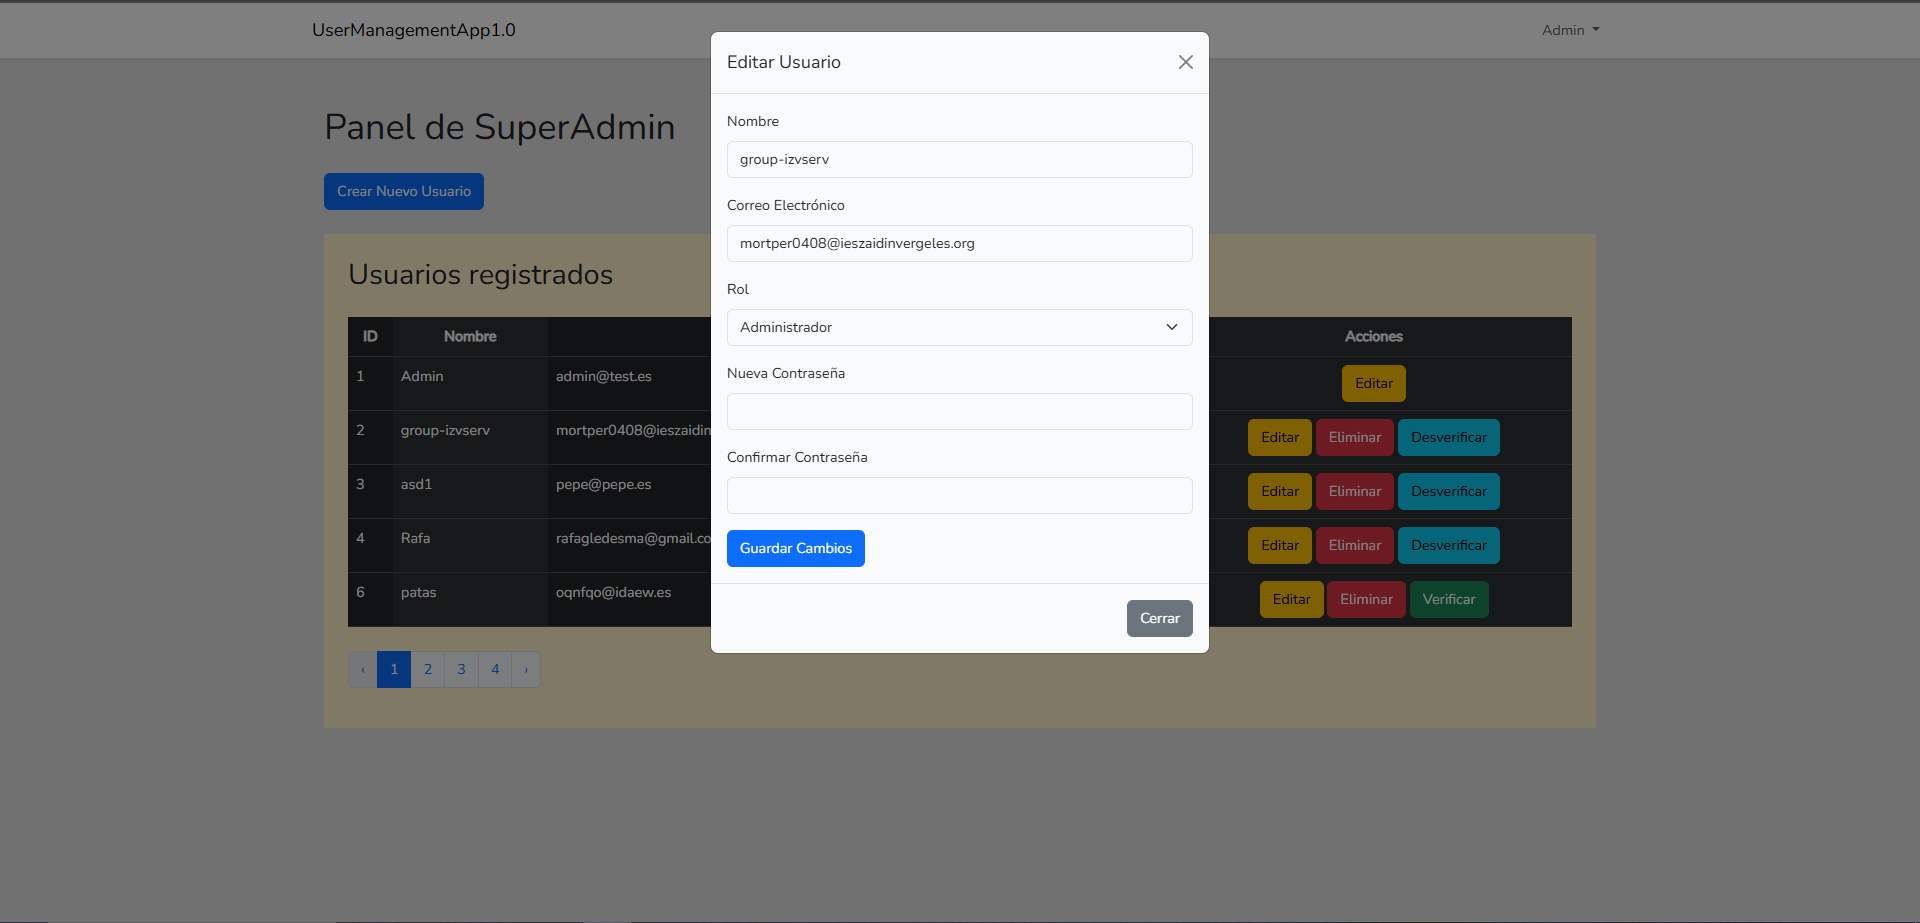 UserManagementApp1.0
Admin
Panel de SuperAdmin
Crear Nuevo Usuario
Usuarios registrados
ID Nombre Acciones
1 Admin admin@test.es Editar
2 group-izvserv mortper0408@ieszaidin Editar Eliminar Desverificar
3 asd1 pepe@pepe.es Editar Eliminar Desverificar
4 Rafa rafagledesma@gmail.co Editar Eliminar Desverificar
6 patas oqnfqo@idaew.es Editar Eliminar Verificar
‹ 1 2 3 4 ›
Editar Usuario
Nombre
group-izvserv
Correo Electrónico
mortper0408@ieszaidinvergeles.org
Rol
Administrador
Nueva Contraseña
Confirmar Contraseña
Guardar Cambios
Cerrar